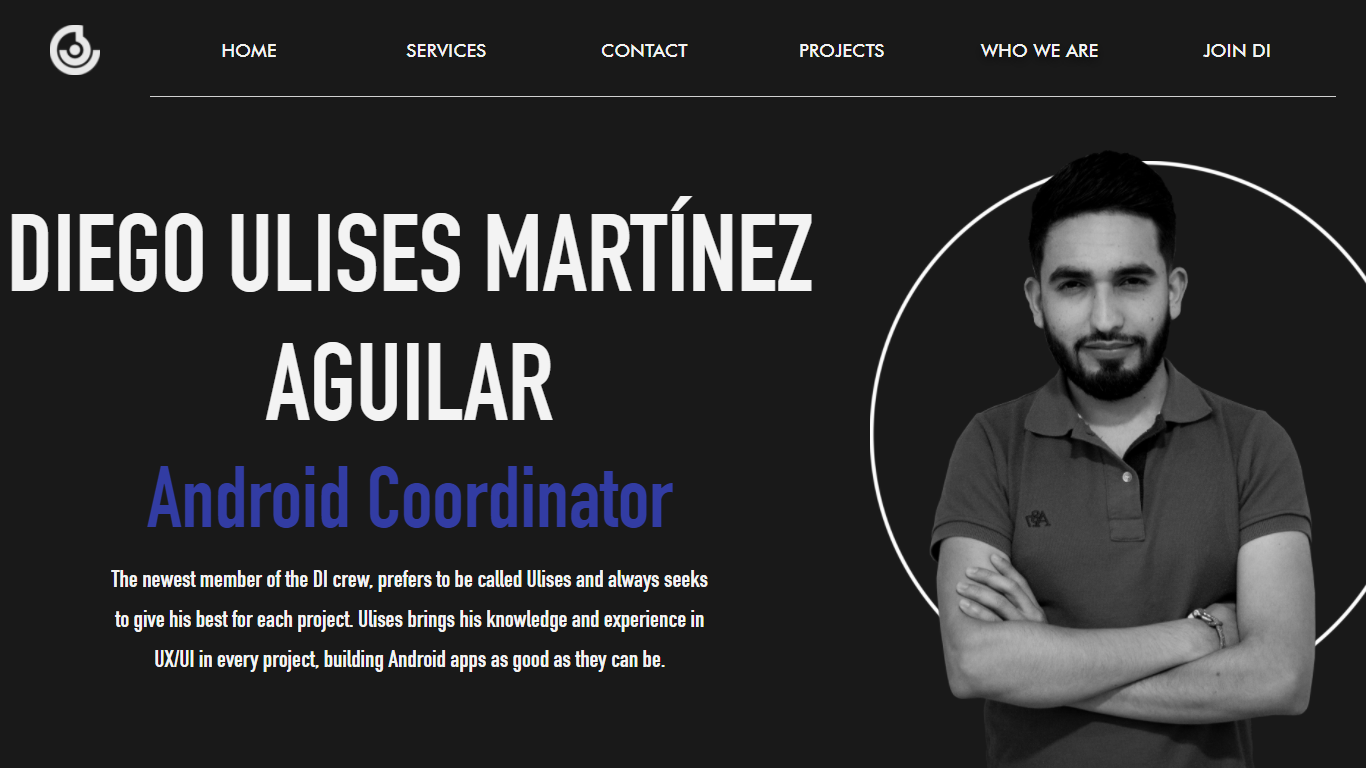 HOME SERVICES CONTACT PROJECTS WHO WE ARE JOIN DI
DIEGO ULISES MARTÍNEZ
AGUILAR
Android Coordinator
The newest member of the DI crew, prefers to be called Ulises and always seeks
to give his best for each project. Ulises brings his knowledge and experience in
UX/UI in every project, building Android apps as good as they can be.